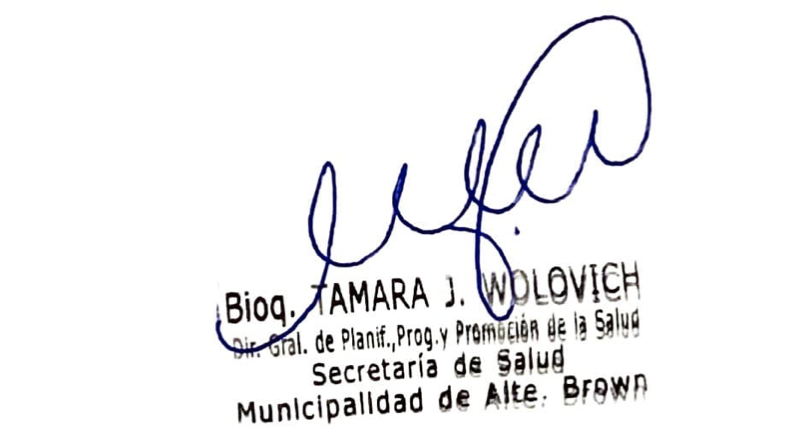 Bioq. TAMARA J. WOLOVICH
Dir. Gral. de Planif.,Prog.y Promoción de la Salud
Secretaría de Salud
Municipalidad de Alte. Brown